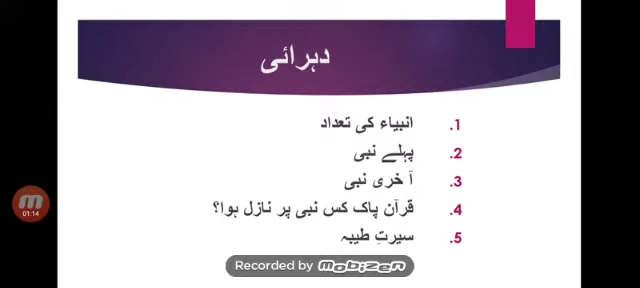 دہرائی
1. انبیاء کی تعداد
2. پہلے نبی
3. آ خری نبی
4. قرآن پاک کس نبی پر نازل ہوا؟
5. سیرتِ طیبہ
01:14
Recorded by mobizen